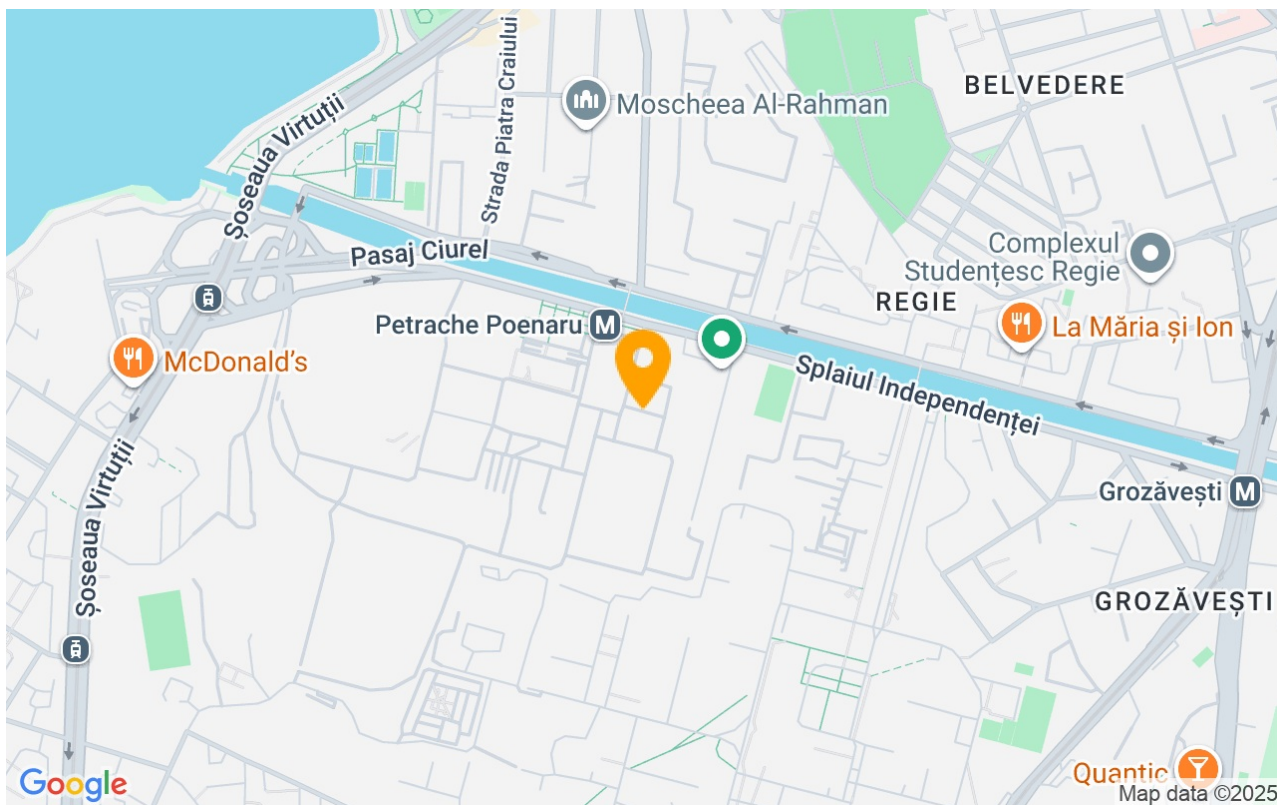 BELVEDERE
Moscheea Al-Rahman
Strada Piatra Craiului
Șoseaua Virtuții
Pasaj Ciurel
Complexul
Studențesc Regie
REGIE
Petrache Poenaru
M
La Măria și Ion
McDonald's
Splaiul Independenței
Grozăvești
M
Șoseaua Virtuții
GROZĂVEȘTI
Quantic
Google
Map data ©2025